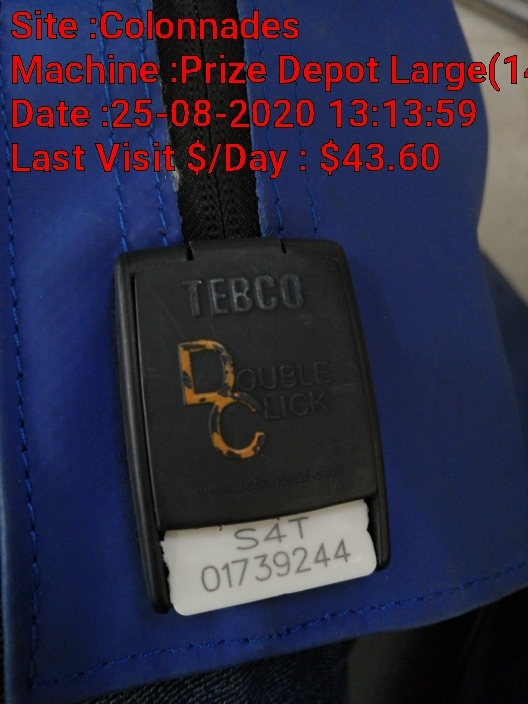 Site :Colonnades
Machine :Prize Depot Large(14
Date :25-08-2020 13:13:59
Last Visit $/Day : $43.60
TEBCO
DOUBLE
CLICK
S4T
01739244